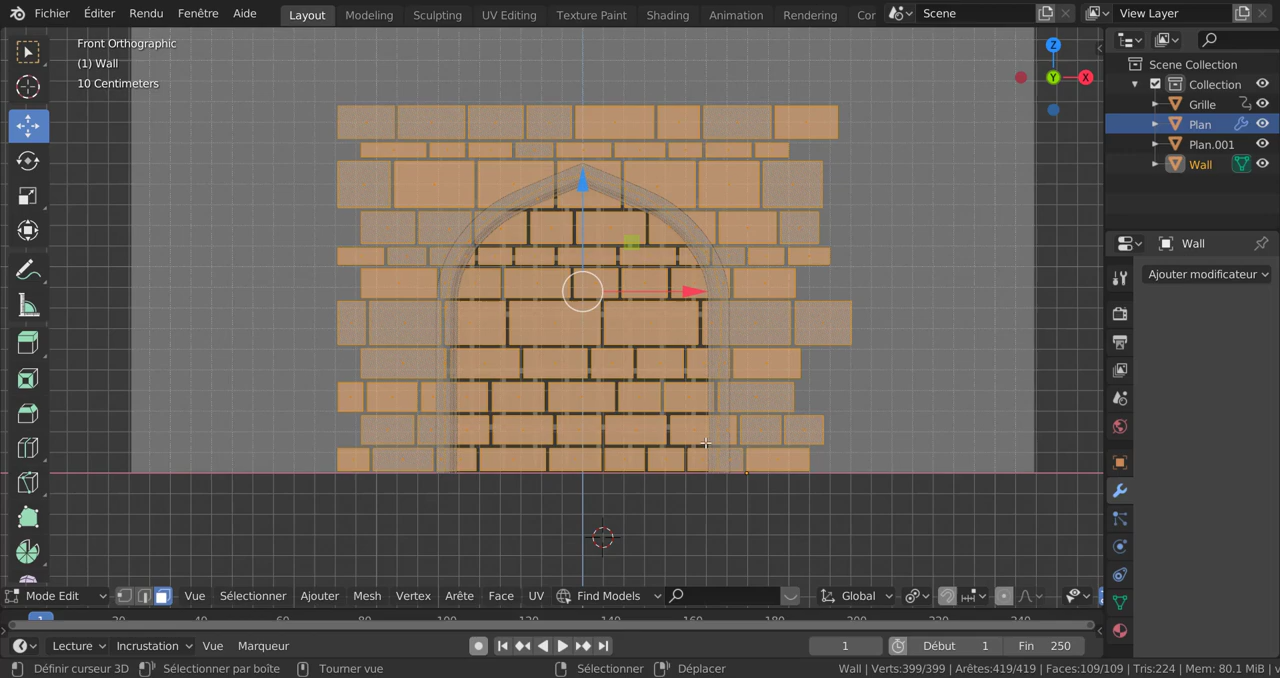 Fichier Éditer Rendu Fenêtre Aide Layout Modeling Sculpting UV Editing Texture Paint Shading Animation Rendering Cor Scene View Layer
Front Orthographic
(1) Wall
10 Centimeters
Z
Y
X
Scene Collection
Collection
Grille
Plan
Plan.001
Wall
Wall
Ajouter modificateur
Mode Edit Vue Sélectionner Ajouter Mesh Vertex Arête Face UV Find Models Global
1 20 80 100 120 140 160 180 200 220 240
Lecture Incrustation Vue Marqueur 1 Début 1 Fin 250
Définir curseur 3D Sélectionner par boîte Tourner vue Sélectionner Déplacer Wall | Verts:399/399 | Arêtes:419/419 | Faces:109/109 | Tris:224 | Mem: 80.1 MiB | v